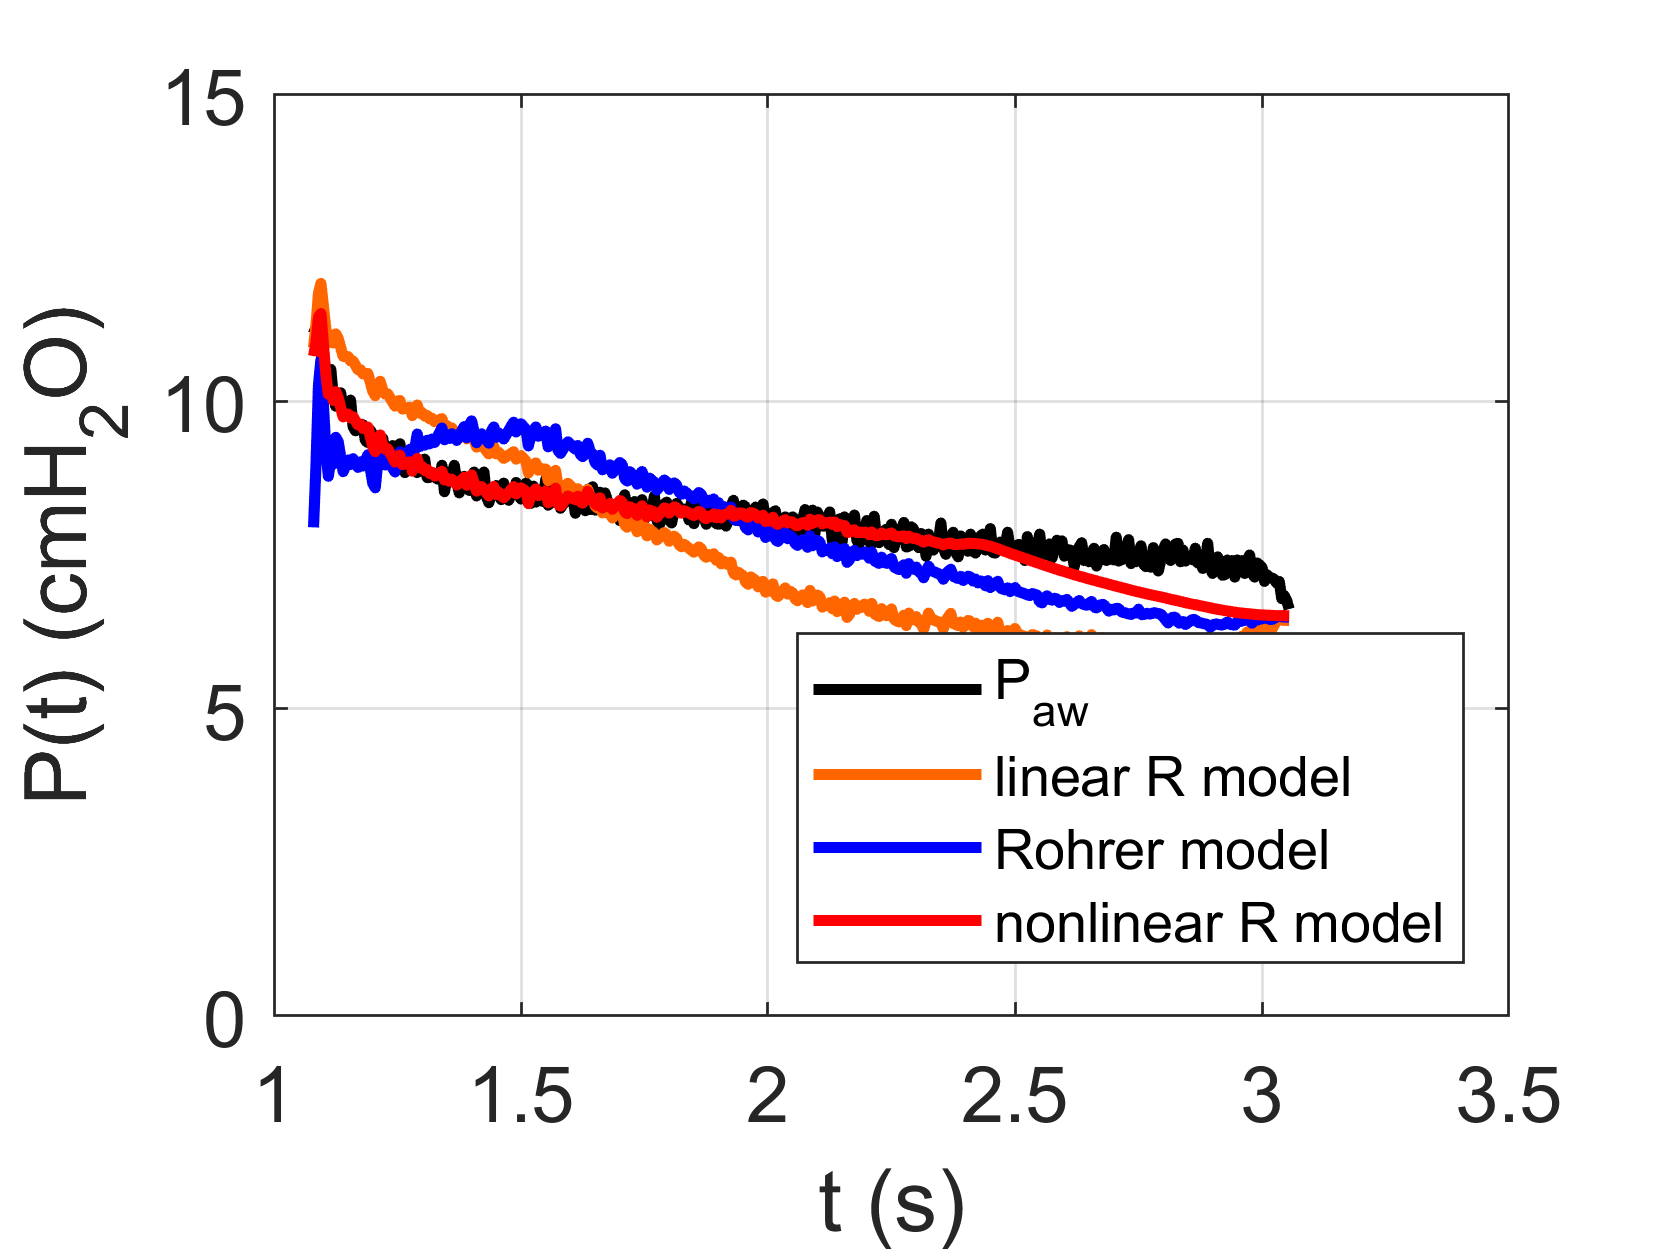 15
10
5
0
P(t) (cmH2O)
1 1.5 2 2.5 3 3.5
t (s)
Paw
linear R model
Rohrer model
nonlinear R model